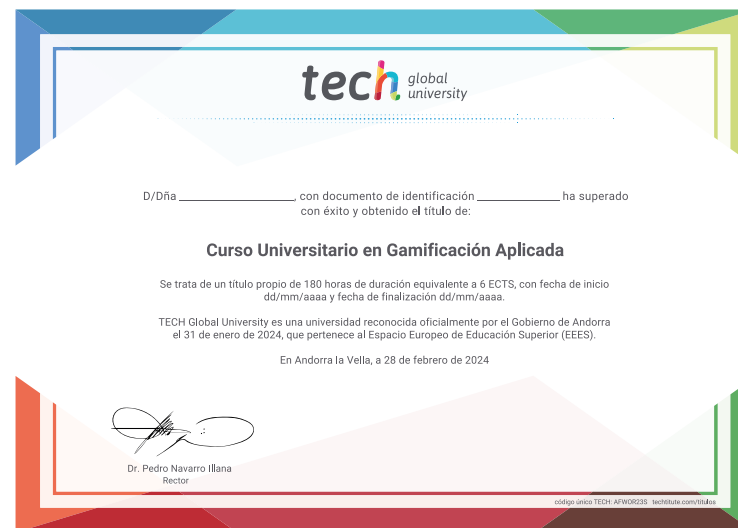 tech global university
D/Dña ____________________, con documento de identificación ______________ ha superado
con éxito y obtenido el título de:
Curso Universitario en Gamificación Aplicada
Se trata de un título propio de 180 horas de duración equivalente a 6 ECTS, con fecha de inicio
dd/mm/aaaa y fecha de finalización dd/mm/aaaa.
TECH Global University es una universidad reconocida oficialmente por el Gobierno de Andorra
el 31 de enero de 2024, que pertenece al Espacio Europeo de Educación Superior (EEES).
En Andorra la Vella, a 28 de febrero de 2024
Dr. Pedro Navarro Illana
Rector
código único TECH: AFWOR23S techtitute.com/titulos